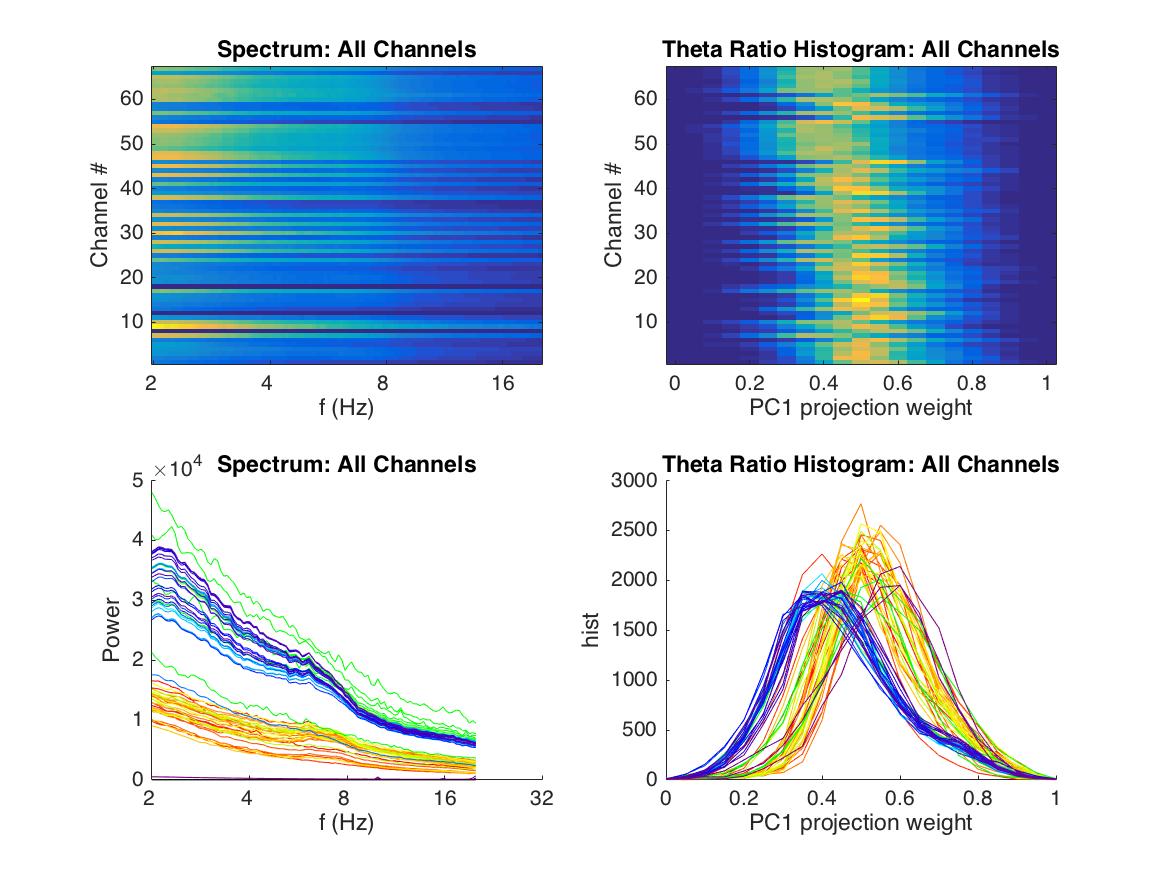 Spectrum: All Channels
Channel #
60
50
40
30
20
10
2 4 8 16
f (Hz)
Theta Ratio Histogram: All Channels
Channel #
60
50
40
30
20
10
0 0.2 0.4 0.6 0.8 1
PC1 projection weight
×10^4 Spectrum: All Channels
Power
5
4
3
2
1
0
2 4 8 16 32
f (Hz)
Theta Ratio Histogram: All Channels
hist
3000
2500
2000
1500
1000
500
0
0 0.2 0.4 0.6 0.8 1
PC1 projection weight